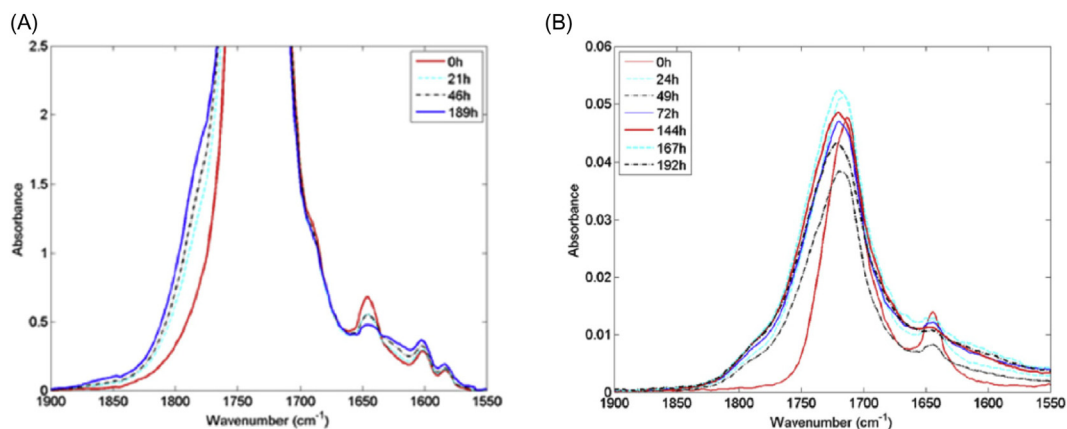 (A)
2.5
2
1.5
1
0.5
0
Absorbance
0h
21h
46h
189h
1900 1850 1800 1750 1700 1650 1600 1550
Wavenumber (cm-1)
(B)
0.06
0.05
0.04
0.03
0.02
0.01
0
Absorbance
0h
24h
49h
72h
144h
167h
192h
1900 1850 1800 1750 1700 1650 1600 1550
Wavenumber (cm-1)